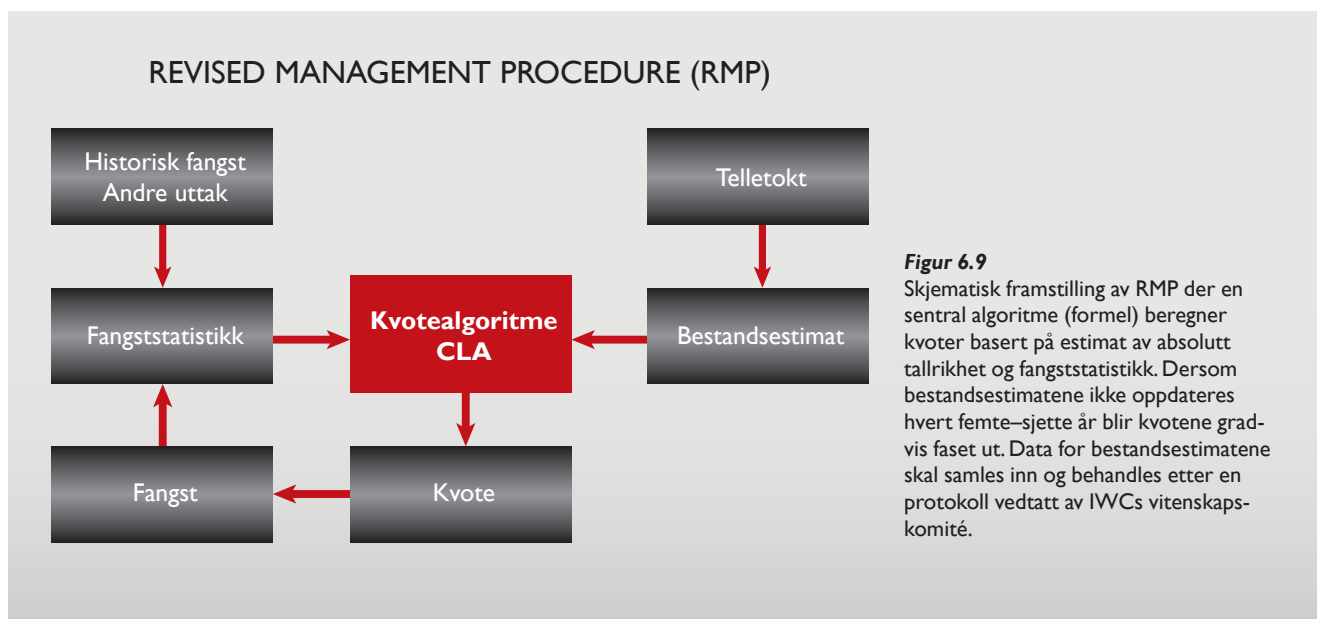 REVISED MANAGEMENT PROCEDURE (RMP)
Historisk fangst
Andre uttak
Telletokt
Fangststatistikk
Kvotealgoritme
CLA
Bestandsestimat
Fangst
Kvote
Figur 6.9
Skjematisk framstilling av RMP der en
sentral algoritme (formel) beregner
kvoter basert på estimat av absolutt
tallrikhet og fangststatistikk. Dersom
bestandsestimatene ikke oppdateres
hvert femte–sjette år blir kvotene grad-
vis faset ut. Data for bestandsestimatene
skal samles inn og behandles etter en
protokoll vedtatt av IWCs vitenskaps-
komité.